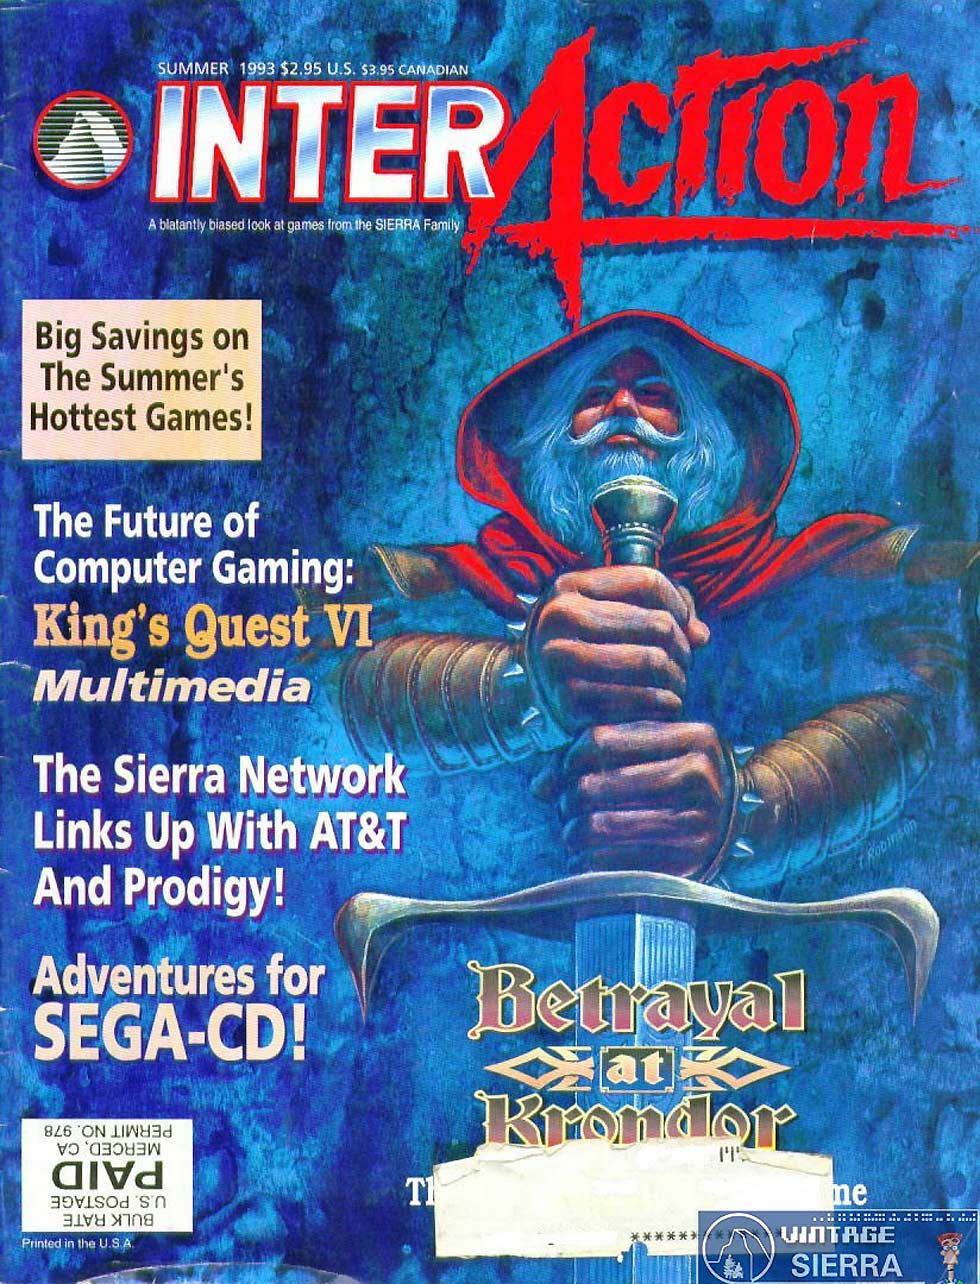 SUMMER 1993 $2.95 U.S. $3.95 CANADIAN
INTERACTION
A blatantly biased look at games from the SIERRA Family
Big Savings on
The Summer's
Hottest Games!
The Future of
Computer Gaming:
King's Quest VI
Multimedia
The Sierra Network
Links Up With AT&T
And Prodigy!
Adventures for
SEGA-CD!
Robinson
Betrayal
at
Krondor
BULK RATE
U.S. POSTAGE
PAID
MERCED, CA
PERMIT NO. 978
Printed in the U.S.A.
VINTAGE
SIERRA